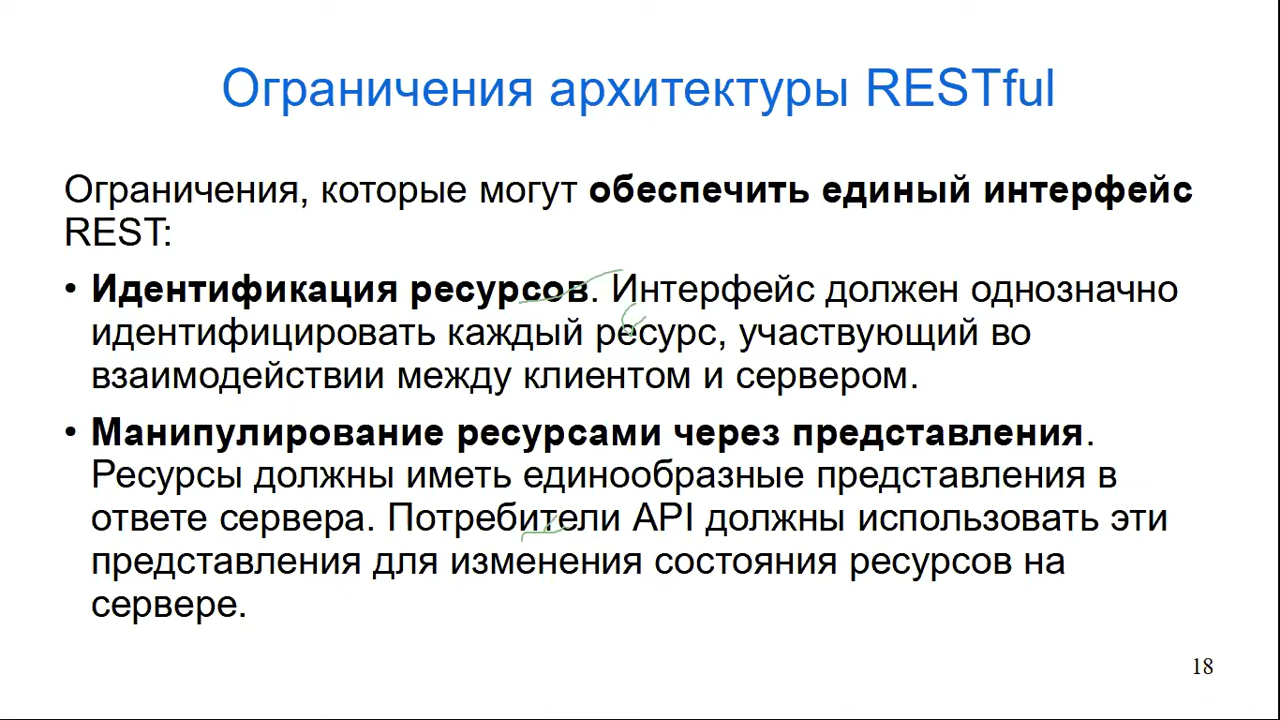 Ограничения архитектуры RESTful
Ограничения, которые могут обеспечить единый интерфейс
REST:
• Идентификация ресурсов. Интерфейс должен однозначно
идентифицировать каждый ресурс, участвующий во
взаимодействии между клиентом и сервером.
• Манипулирование ресурсами через представления.
Ресурсы должны иметь единообразные представления в
ответе сервера. Потребители API должны использовать эти
представления для изменения состояния ресурсов на
сервере.
18